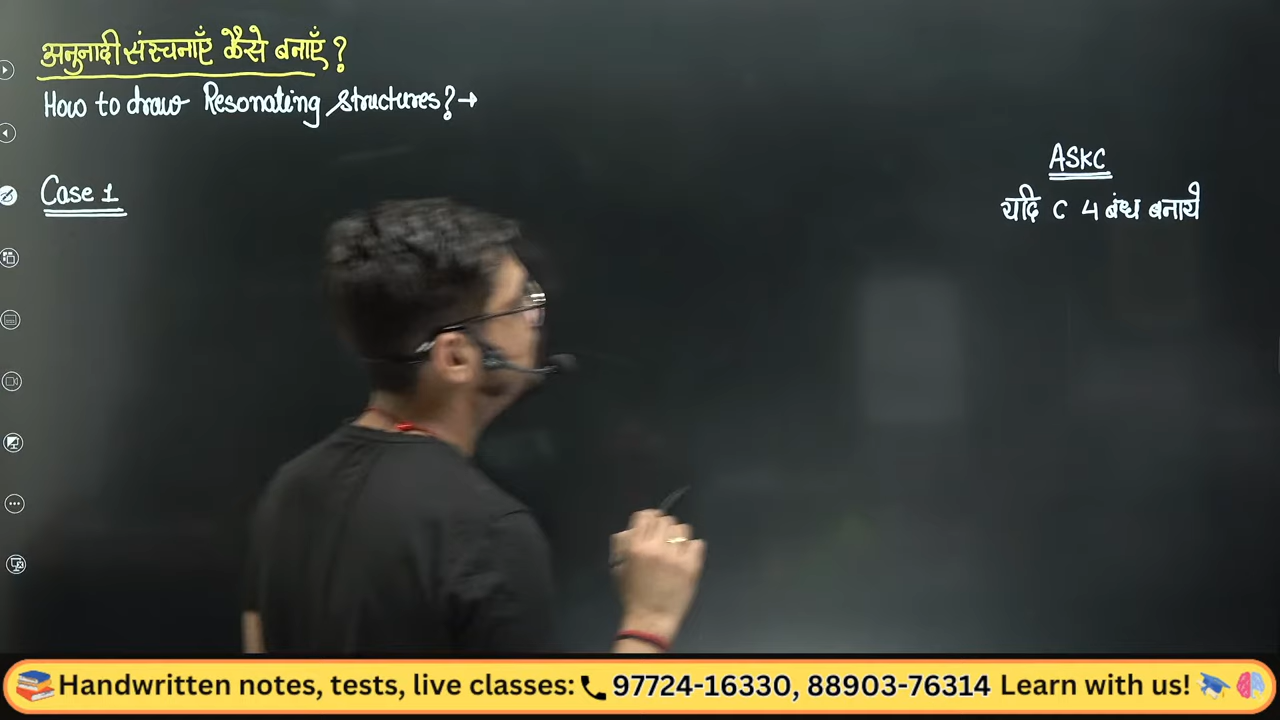 अनुनादी संरचनाएँ कैसे बनाएँ ?
How to draw Resonating structures? →
ASKC
Case 1
यदि C 4 बंध बनाये
Handwritten notes, tests, live classes: 97724-16330, 88903-76314 Learn with us!